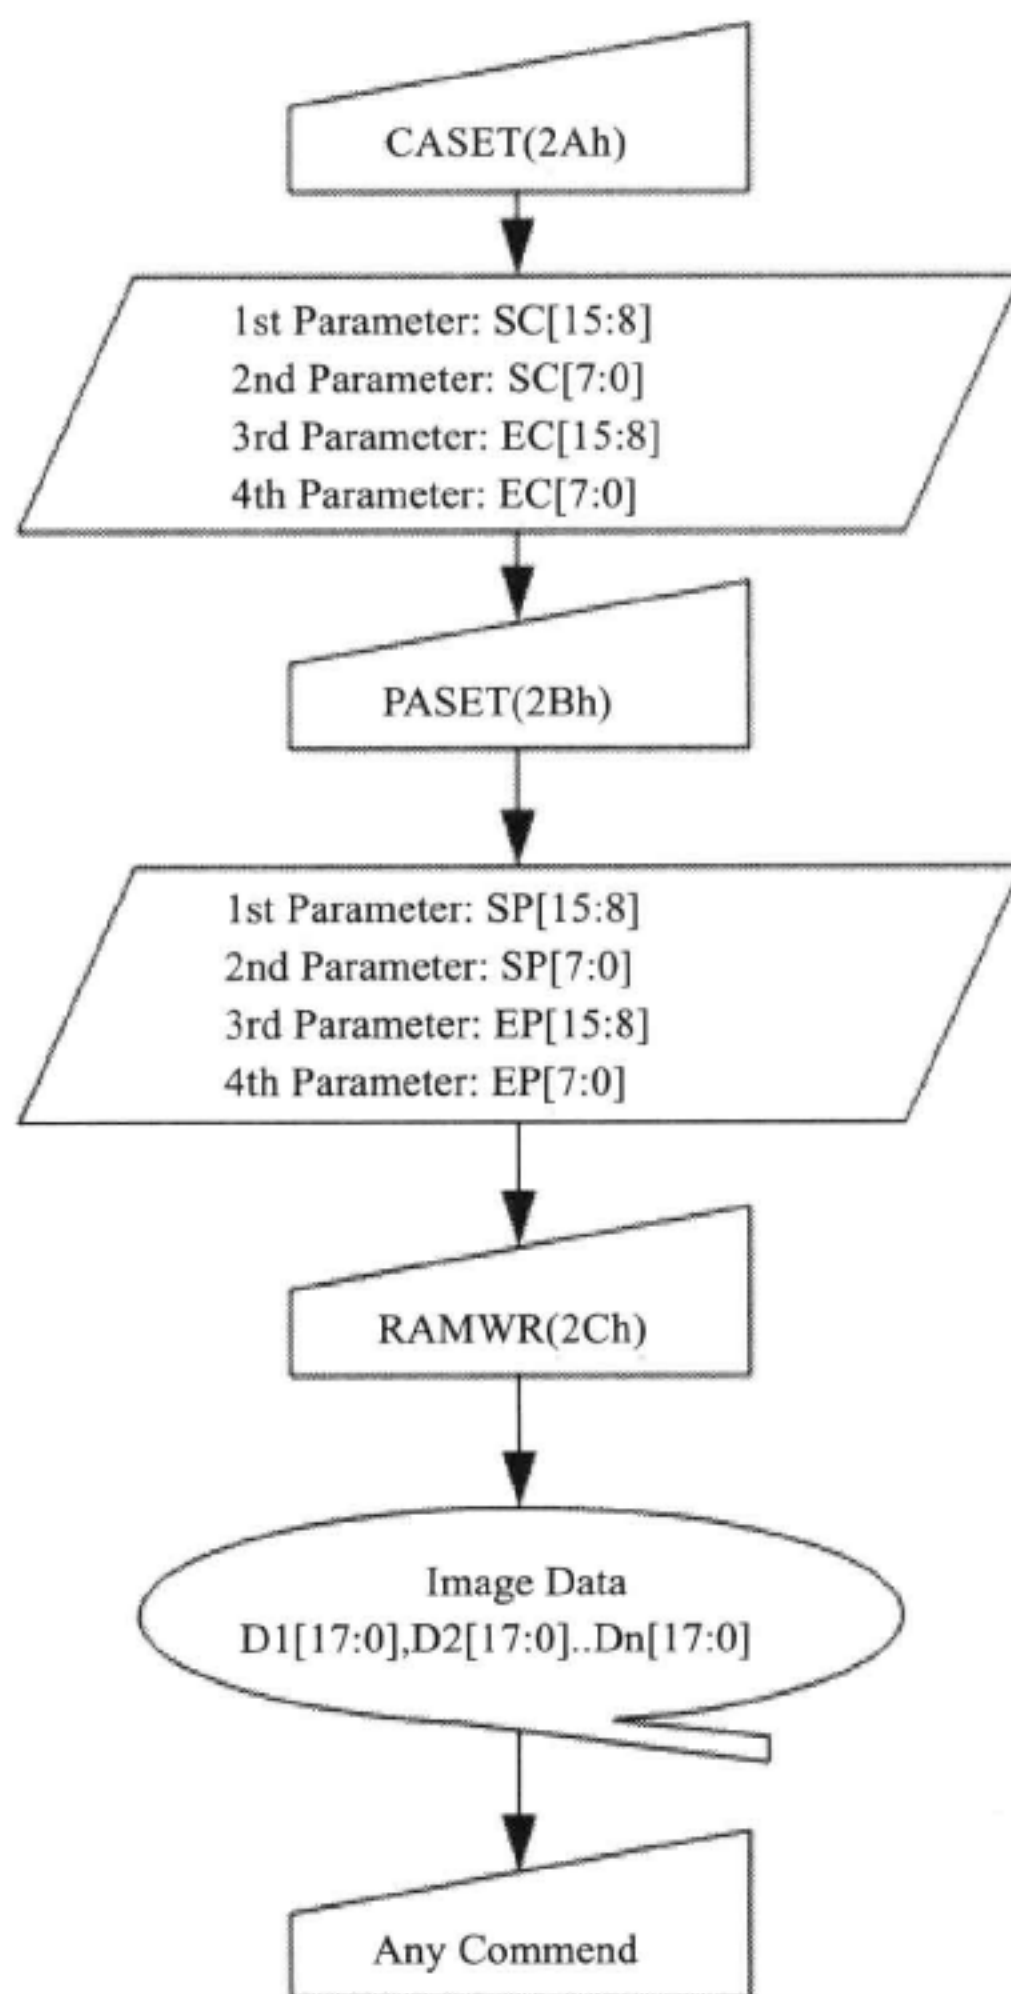 CASET(2Ah)
1st Parameter: SC[15:8]
2nd Parameter: SC[7:0]
3rd Parameter: EC[15:8]
4th Parameter: EC[7:0]
PASET(2Bh)
1st Parameter: SP[15:8]
2nd Parameter: SP[7:0]
3rd Parameter: EP[15:8]
4th Parameter: EP[7:0]
RAMWR(2Ch)
Image Data
D1[17:0],D2[17:0]..Dn[17:0]
Any Commend